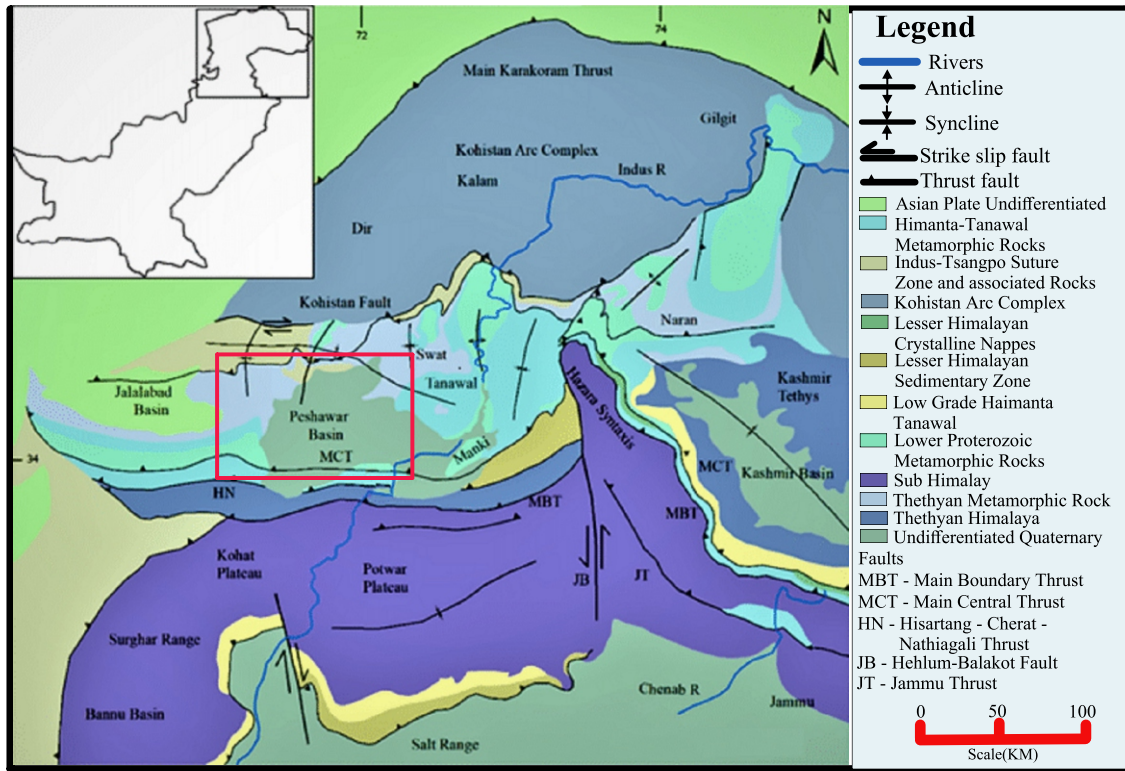 72
74
N
Main Karakoram Thrust
Gilgit
Kohistan Arc Complex
Indus R
Kalam
Dir
Kohistan Fault
Naran
Swat
Tanawal
Kashmir
Tethys
Jalalabad
Basin
Hazara Syntaxis
Peshawar
Basin
MCT
Manki
34
MCT
Kashmir Basin
HN
MBT
MBT
Kohat
Plateau
Potwar
Plateau
JB
JT
Surghar Range
Chenab R
Bannu Basin
Jammu
Salt Range
Legend
Rivers
Anticline
Syncline
Strike slip fault
Thrust fault
Asian Plate Undifferentiated
Himanta-Tanawal
Metamorphic Rocks
Indus-Tsangpo Suture
Zone and associated Rocks
Kohistan Arc Complex
Lesser Himalayan
Crystalline Nappes
Lesser Himalayan
Sedimentary Zone
Low Grade Haimanta
Tanawal
Lower Proterozoic
Metamorphic Rocks
Sub Himalay
Thethyan Metamorphic Rock
Thethyan Himalaya
Undifferentiated Quaternary
Faults
MBT - Main Boundary Thrust
MCT - Main Central Thrust
HN - Hisartang - Cherat -
Nathiagali Thrust
JB - Hehlum-Balakot Fault
JT - Jammu Thrust
0 50 100
Scale(KM)